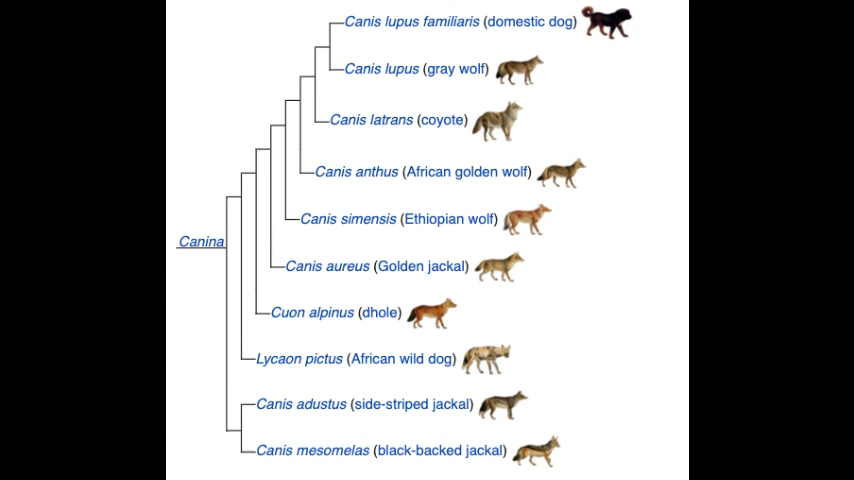 Canis lupus familiaris (domestic dog)
Canis lupus (gray wolf)
Canis latrans (coyote)
Canis anthus (African golden wolf)
Canis simensis (Ethiopian wolf)
Canina
Canis aureus (Golden jackal)
Cuon alpinus (dhole)
Lycaon pictus (African wild dog)
Canis adustus (side-striped jackal)
Canis mesomelas (black-backed jackal)